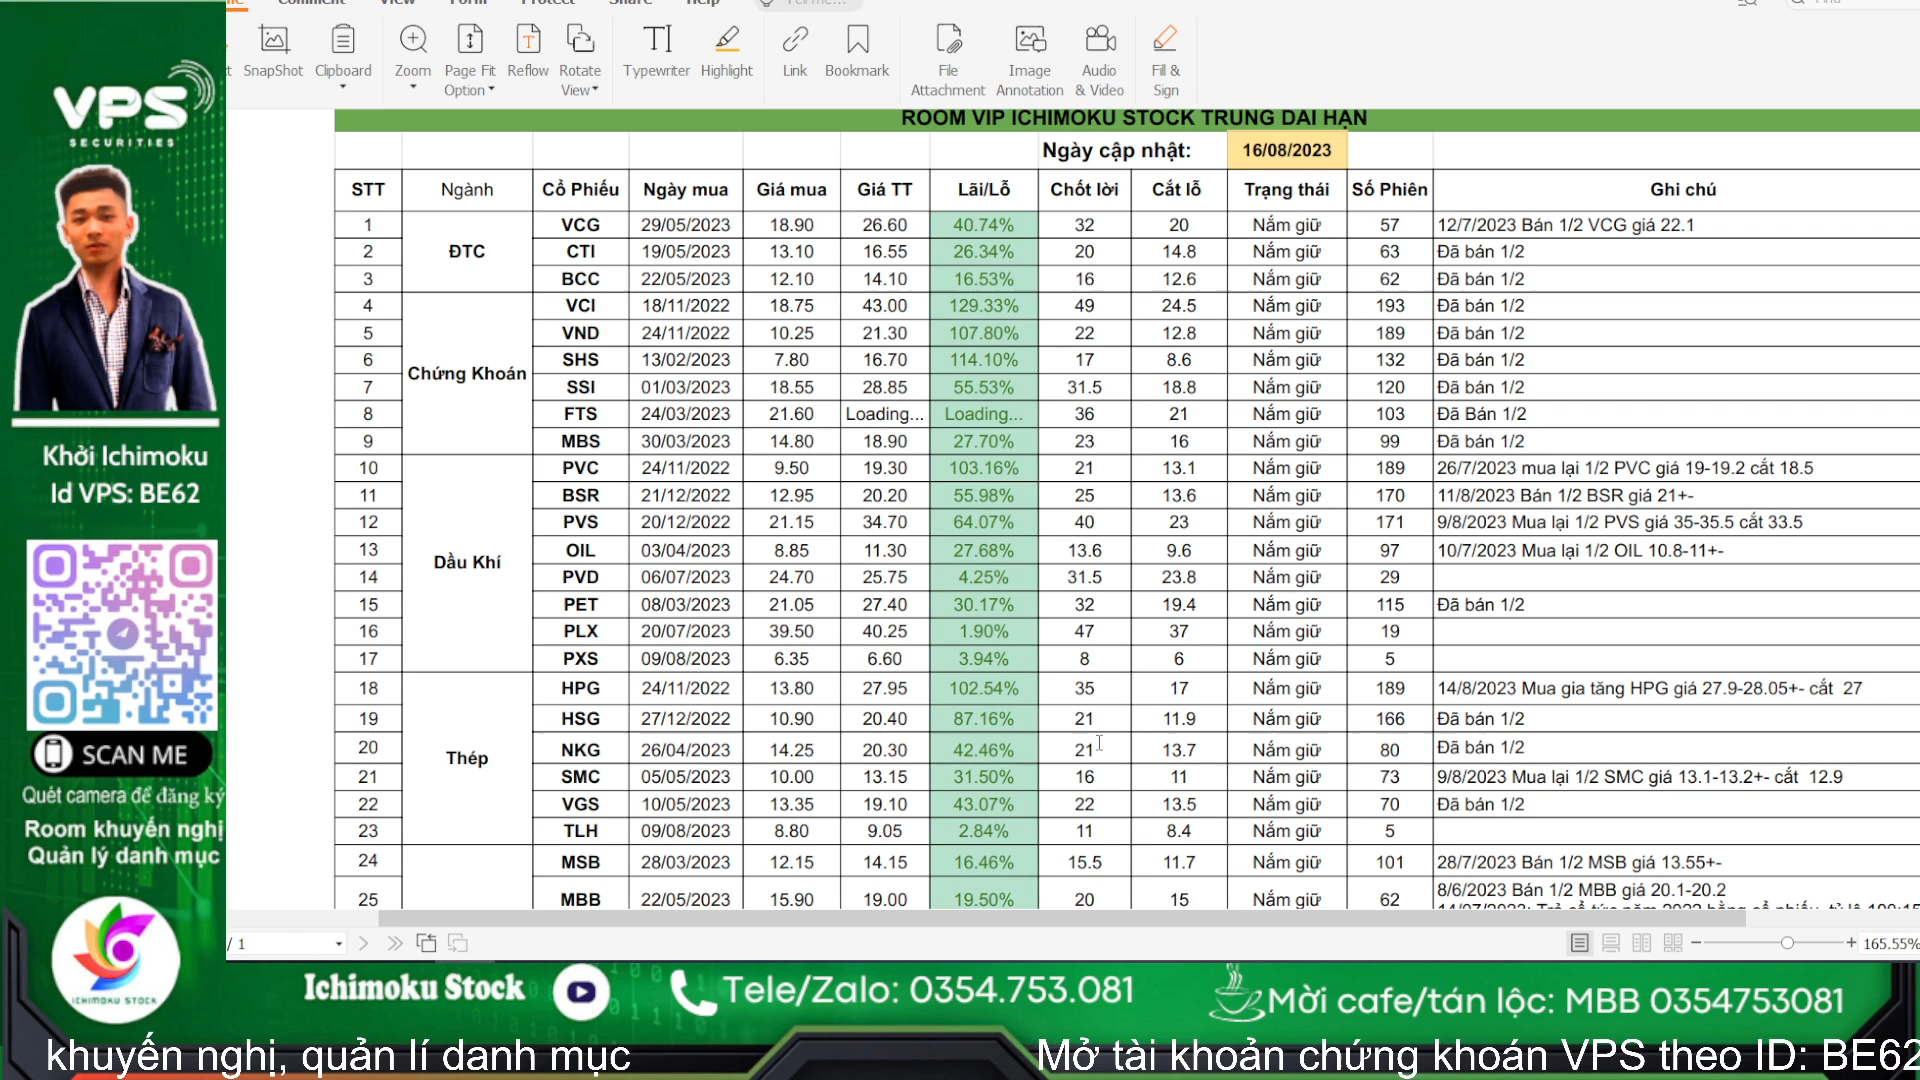 Comment View Form Protect Share Help Tell me... Find
SnapShot Clipboard Zoom Page Fit Option Reflow Rotate View Typewriter Highlight Link Bookmark File Attachment Image Annotation Audio & Video Fill & Sign
VPS
SECURITIES
Khởi Ichimoku
Id VPS: BE62
SCAN ME
Quét camera để đăng ký
Room khuyến nghị
Quản lý danh mục
ICHIMOKU STOCK
ROOM VIP ICHIMOKU STOCK TRUNG DAI HẠN
Ngày cập nhật: 16/08/2023
STT Ngành Cổ Phiếu Ngày mua Giá mua Giá TT Lãi/Lỗ Chốt lời Cắt lỗ Trạng thái Số Phiên Ghi chú
1 VCG 29/05/2023 18.90 26.60 40.74% 32 20 Nắm giữ 57 12/7/2023 Bán 1/2 VCG giá 22.1
2 ĐTC CTI 19/05/2023 13.10 16.55 26.34% 20 14.8 Nắm giữ 63 Đã bán 1/2
3 BCC 22/05/2023 12.10 14.10 16.53% 16 12.6 Nắm giữ 62 Đã bán 1/2
4 VCI 18/11/2022 18.75 43.00 129.33% 49 24.5 Nắm giữ 193 Đã bán 1/2
5 VND 24/11/2022 10.25 21.30 107.80% 22 12.8 Nắm giữ 189 Đã bán 1/2
6 SHS 13/02/2023 7.80 16.70 114.10% 17 8.6 Nắm giữ 132 Đã bán 1/2
7 Chứng Khoán SSI 01/03/2023 18.55 28.85 55.53% 31.5 18.8 Nắm giữ 120 Đã bán 1/2
8 FTS 24/03/2023 21.60 Loading... Loading... 36 21 Nắm giữ 103 Đã Bán 1/2
9 MBS 30/03/2023 14.80 18.90 27.70% 23 16 Nắm giữ 99 Đã bán 1/2
10 PVC 24/11/2022 9.50 19.30 103.16% 21 13.1 Nắm giữ 189 26/7/2023 mua lại 1/2 PVC giá 19-19.2 cắt 18.5
11 BSR 21/12/2022 12.95 20.20 55.98% 25 13.6 Nắm giữ 170 11/8/2023 Bán 1/2 BSR giá 21+-
12 PVS 20/12/2022 21.15 34.70 64.07% 40 23 Nắm giữ 171 9/8/2023 Mua lại 1/2 PVS giá 35-35.5 cắt 33.5
13 Dầu Khí OIL 03/04/2023 8.85 11.30 27.68% 13.6 9.6 Nắm giữ 97 10/7/2023 Mua lại 1/2 OIL 10.8-11+-
14 PVD 06/07/2023 24.70 25.75 4.25% 31.5 23.8 Nắm giữ 29
15 PET 08/03/2023 21.05 27.40 30.17% 32 19.4 Nắm giữ 115 Đã bán 1/2
16 PLX 20/07/2023 39.50 40.25 1.90% 47 37 Nắm giữ 19
17 PXS 09/08/2023 6.35 6.60 3.94% 8 6 Nắm giữ 5
18 HPG 24/11/2022 13.80 27.95 102.54% 35 17 Nắm giữ 189 14/8/2023 Mua gia tăng HPG giá 27.9-28.05+- cắt 27
19 HSG 27/12/2022 10.90 20.40 87.16% 21 11.9 Nắm giữ 166 Đã bán 1/2
20 Thép NKG 26/04/2023 14.25 20.30 42.46% 21 13.7 Nắm giữ 80 Đã bán 1/2
21 SMC 05/05/2023 10.00 13.15 31.50% 16 11 Nắm giữ 73 9/8/2023 Mua lại 1/2 SMC giá 13.1-13.2+- cắt 12.9
22 VGS 10/05/2023 13.35 19.10 43.07% 22 13.5 Nắm giữ 70 Đã bán 1/2
23 TLH 09/08/2023 8.80 9.05 2.84% 11 8.4 Nắm giữ 5
24 MSB 28/03/2023 12.15 14.15 16.46% 15.5 11.7 Nắm giữ 101 28/7/2023 Bán 1/2 MSB giá 13.55+-
25 MBB 22/05/2023 15.90 19.00 19.50% 20 15 Nắm giữ 62 8/6/2023 Bán 1/2 MBB giá 20.1-20.2
/ 1 165.55%
Ichimoku Stock Tele/Zalo: 0354.753.081 Mời cafe/tán lộc: MBB 0354753081
khuyến nghị, quản lí danh mục Mở tài khoản chứng khoán VPS theo ID: BE62